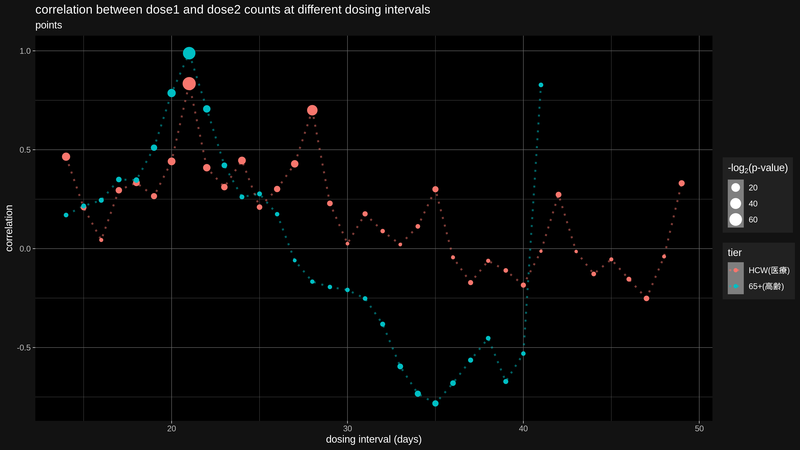 correlation between dose1 and dose2 counts at different dosing intervals
points
1.0
0.5
0.0
-0.5
correlation
20
30
40
50
dosing interval (days)
-log2(p-value)
20
40
60
tier
HCW(医療)
65+(高齢)